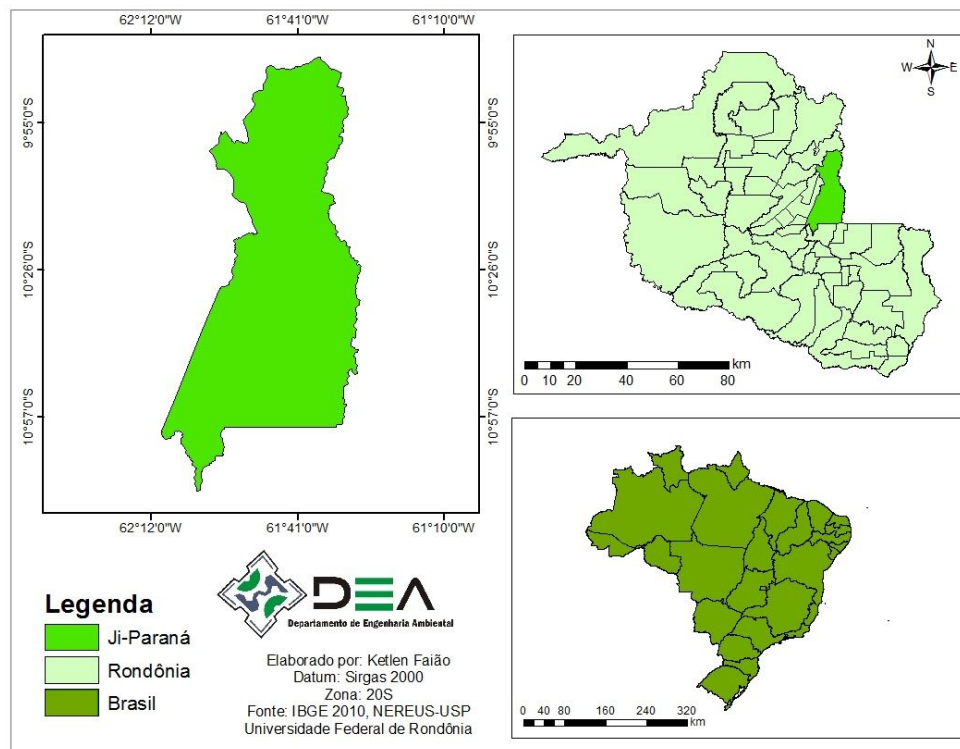 62°12'0"W 61°41'0"W 61°10'0"W
9°55'0"S
9°55'0"S
10°26'0"S
10°26'0"S
10°57'0"S
10°57'0"S
62°12'0"W 61°41'0"W 61°10'0"W
N
W E
S
km
0 10 20 40 60 80
0 40 80 160 240 320
km
Legenda
Ji-Paraná
Rondônia
Brasil
DEA
Departamento de Engenharia Ambiental
Elaborado por: Ketlen Faião
Datum: Sirgas 2000
Zona: 20S
Fonte: IBGE 2010, NEREUS-USP
Universidade Federal de Rondônia